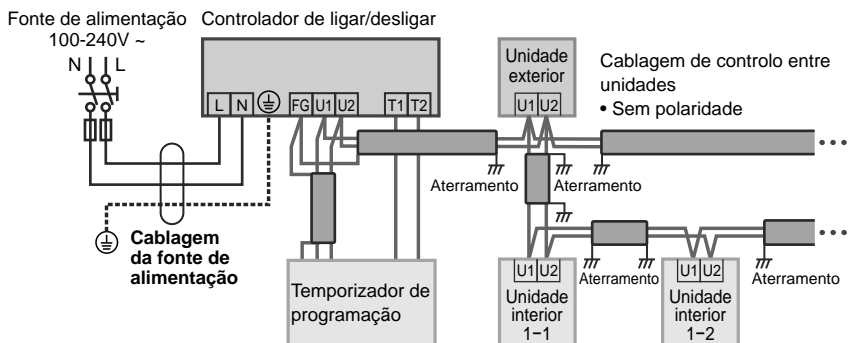 Fonte de alimentação
100-240V ~
N L
Controlador de ligar/desligar
L N FG U1 U2 T1 T2
Unidade
exterior
U1 U2
Cablagem de controlo entre
unidades
• Sem polaridade
Aterramento
Aterramento
Cablagem
da fonte de
alimentação
Temporizador de
programação
U1 U2
Unidade
interior
1−1
Aterramento
U1 U2
Unidade
interior
1−2
Aterramento